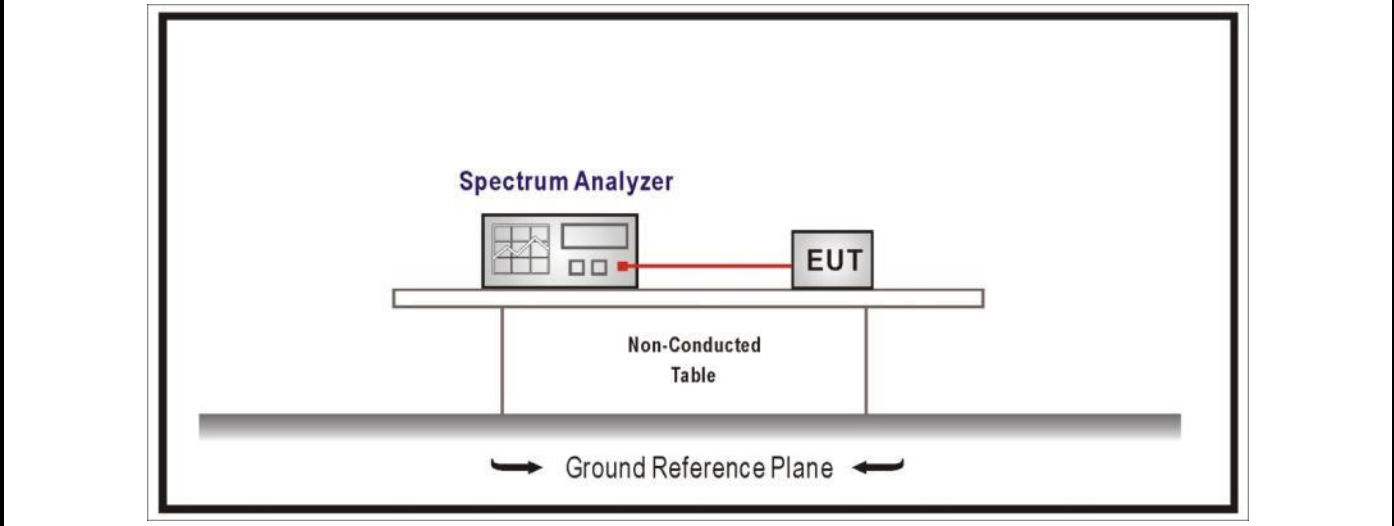 Spectrum Analyzer
EUT
Non-Conducted
Table
Ground Reference Plane